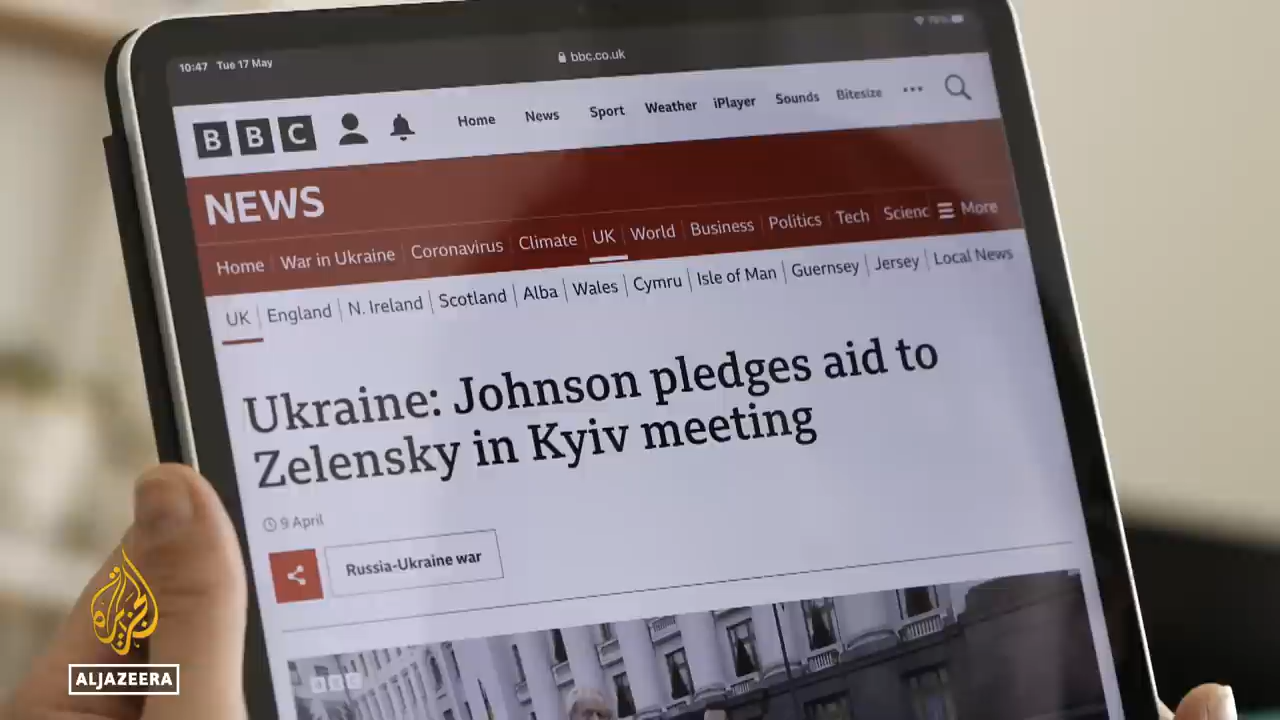 10:47 Tue 17 May
bbc.co.uk
BBC
Home News Sport Weather iPlayer Sounds Bitesize
NEWS
Home War in Ukraine Coronavirus Climate UK World Business Politics Tech Scienc More
UK England N. Ireland Scotland Alba Wales Cymru Isle of Man Guernsey Jersey Local News
Ukraine: Johnson pledges aid to
Zelensky in Kyiv meeting
9 April
Russia-Ukraine war
BBC
الجزيرة
ALJAZEERA